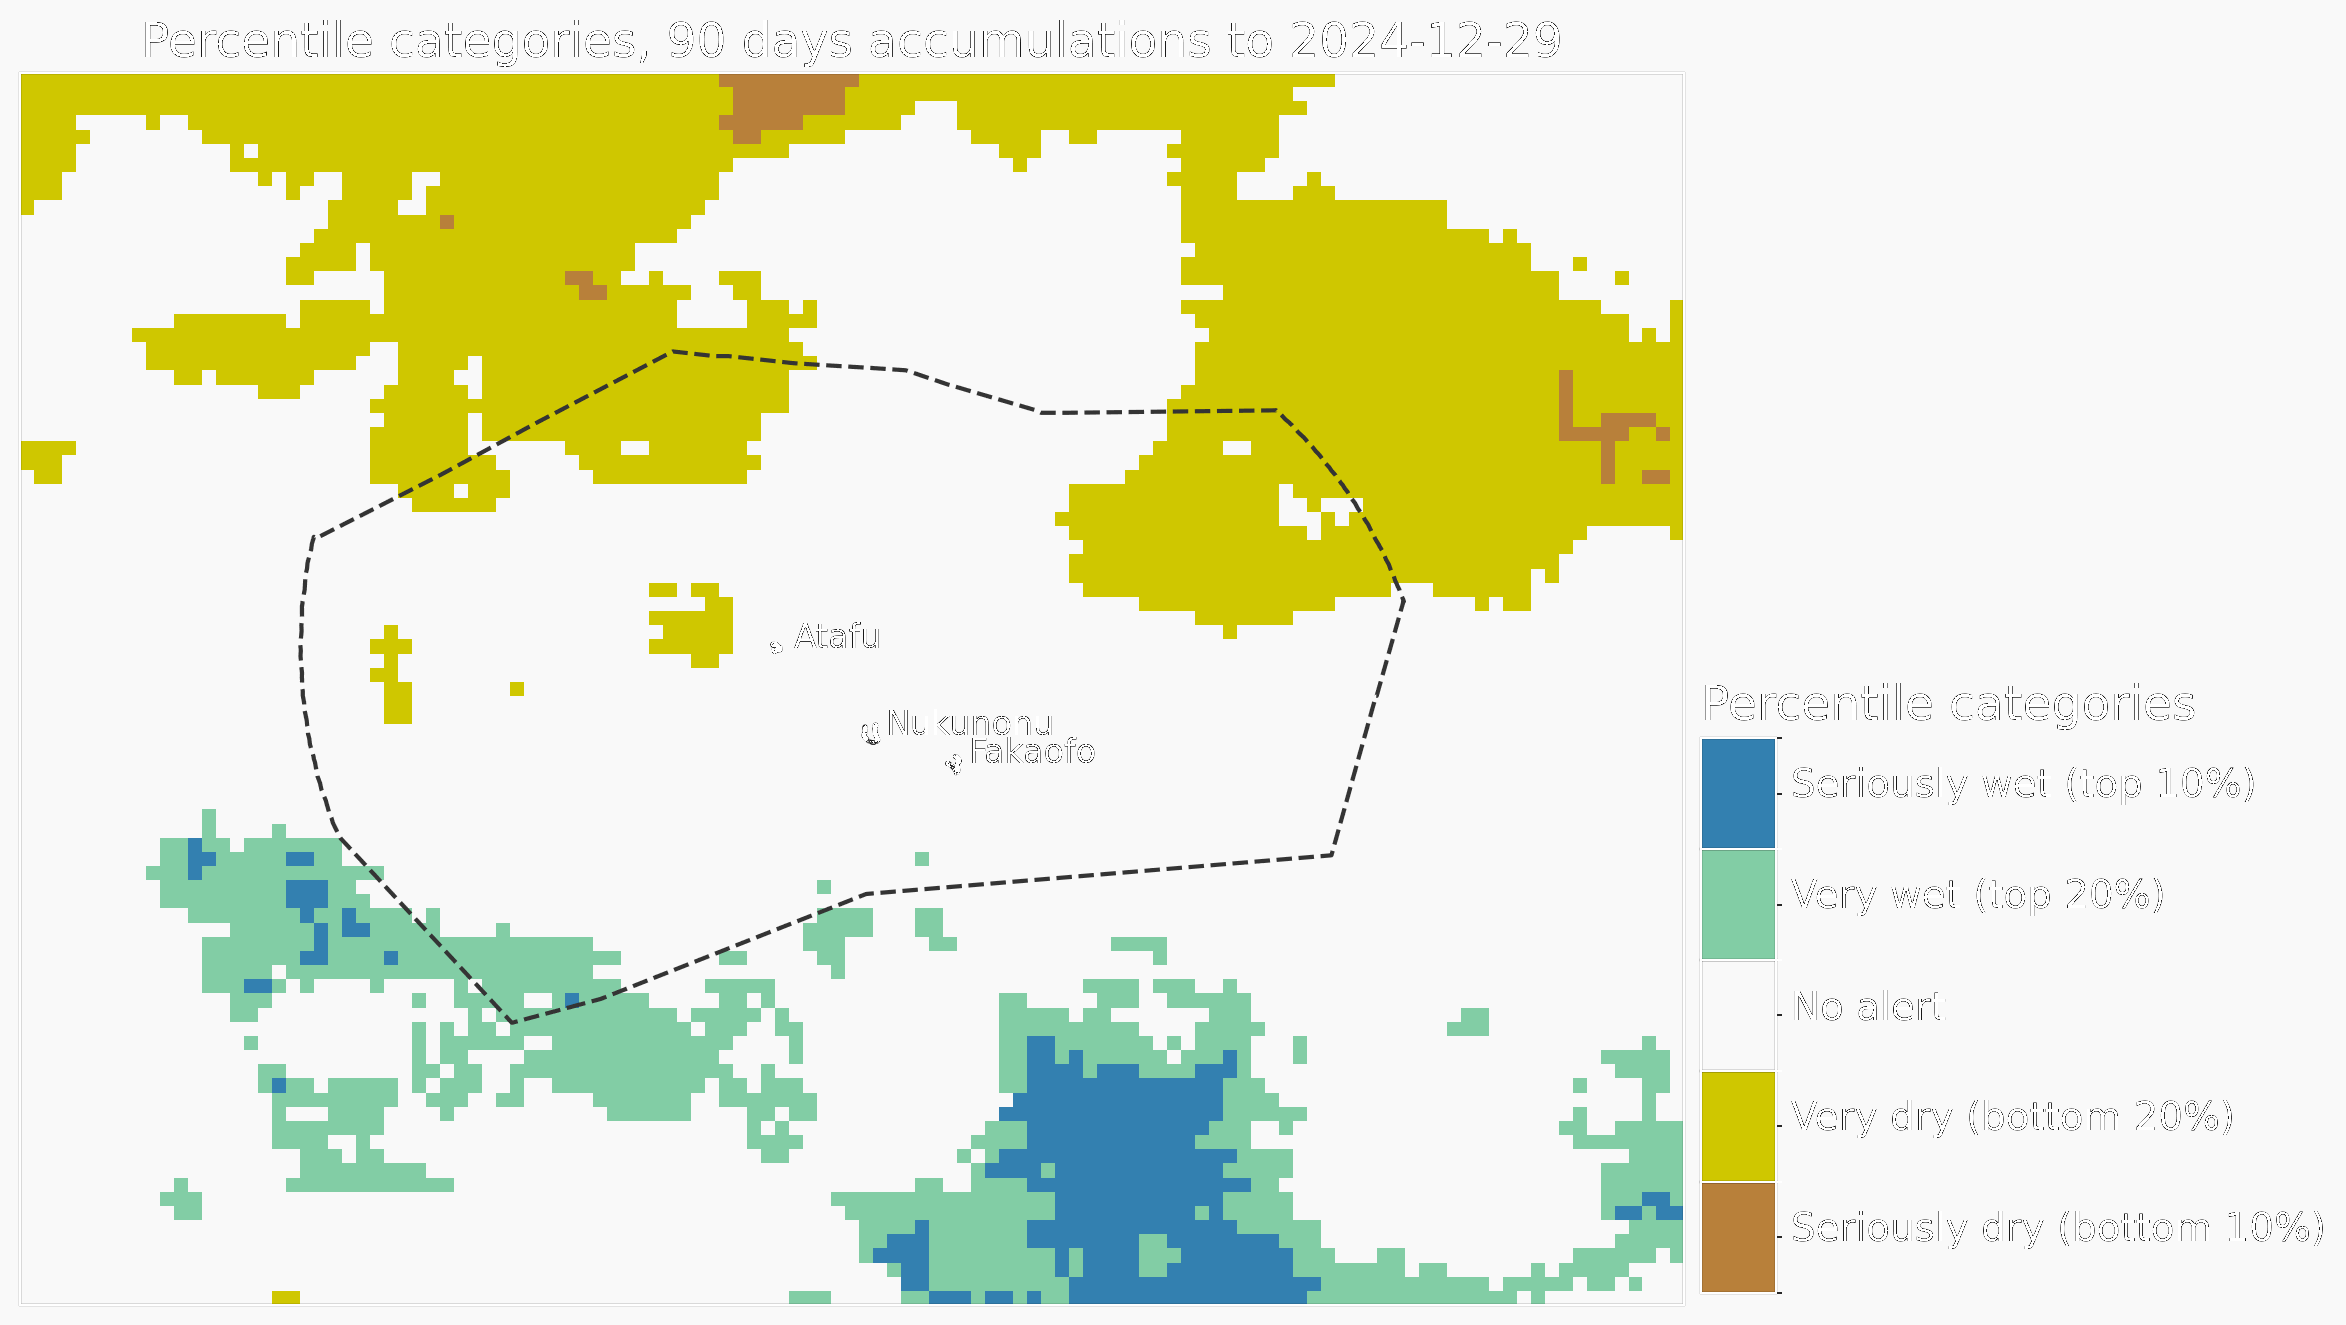 Percentile categories, 90 days accumulations to 2024-12-29
Atafu
Nukunonu
Fakaofo
Percentile categories
Seriously wet (top 10%)
Very wet (top 20%)
No alert
Very dry (bottom 20%)
Seriously dry (bottom 10%)